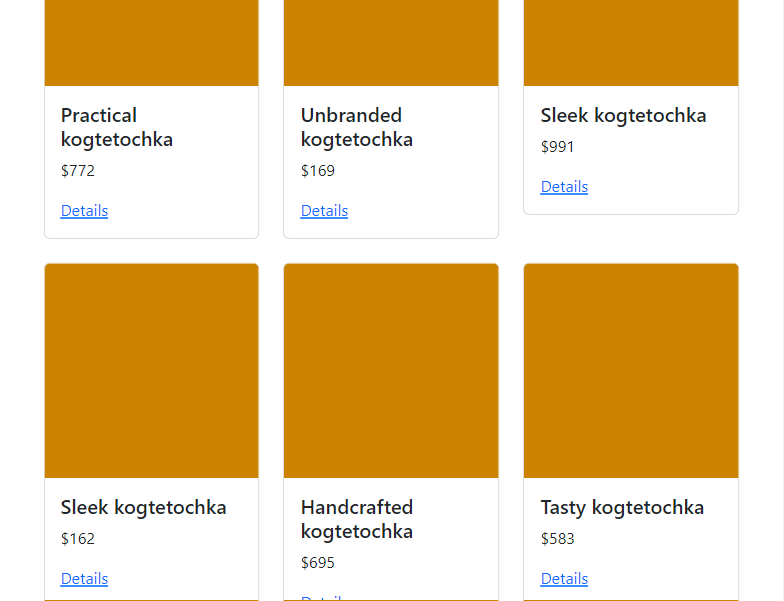 Practical
kogtetochka
$772
Details
Unbranded
kogtetochka
$169
Details
Sleek kogtetochka
$991
Details
Sleek kogtetochka
$162
Details
Handcrafted
kogtetochka
$695
Details
Tasty kogtetochka
$583
Details